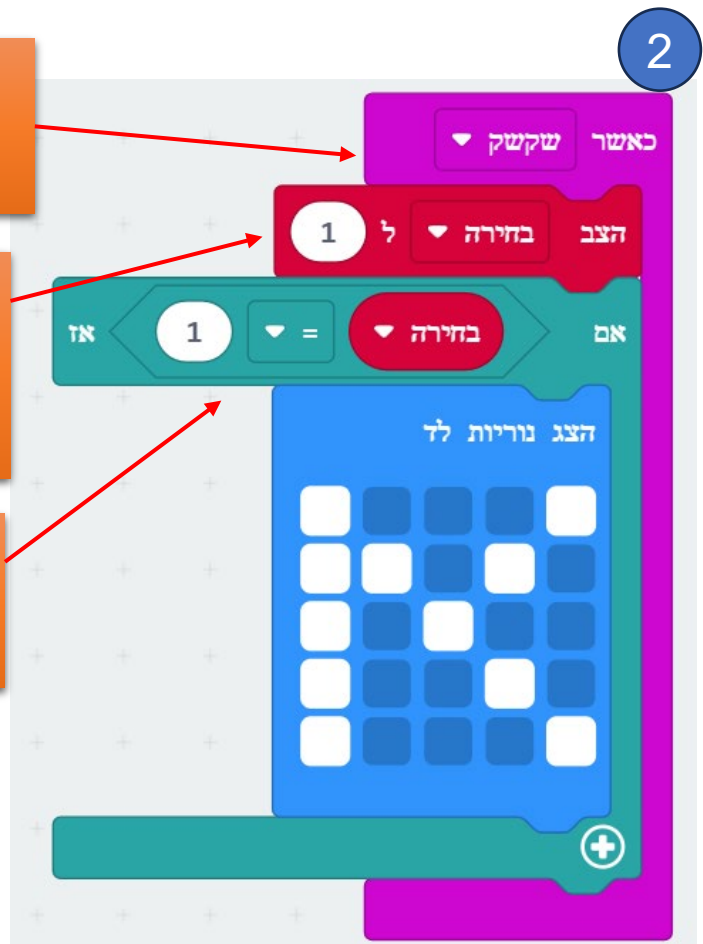 2
כאשר שקשק
הצב בחירה ל 1
אם בחירה = 1 אז
הצג נוריות לד